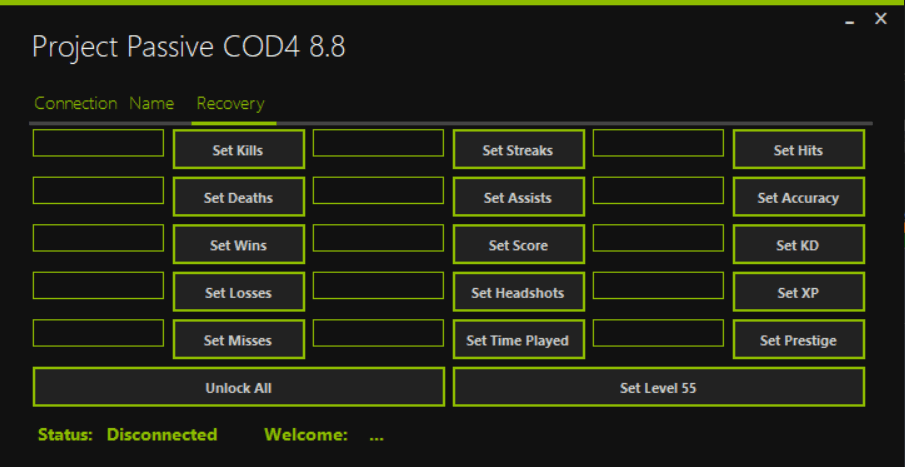 Project Passive COD4 8.8
Connection Name Recovery
Set Kills Set Streaks Set Hits
Set Deaths Set Assists Set Accuracy
Set Wins Set Score Set KD
Set Losses Set Headshots Set XP
Set Misses Set Time Played Set Prestige
Unlock All Set Level 55
Status: Disconnected Welcome: ...